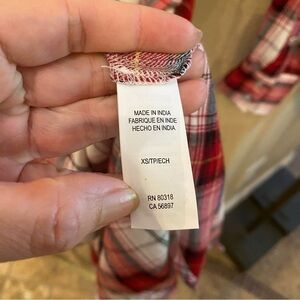 MADE IN INDIA
FABRIQUE EN INDE
HECHO EN INDIA
XS/TP/ECH
RN 80318
CA 56897